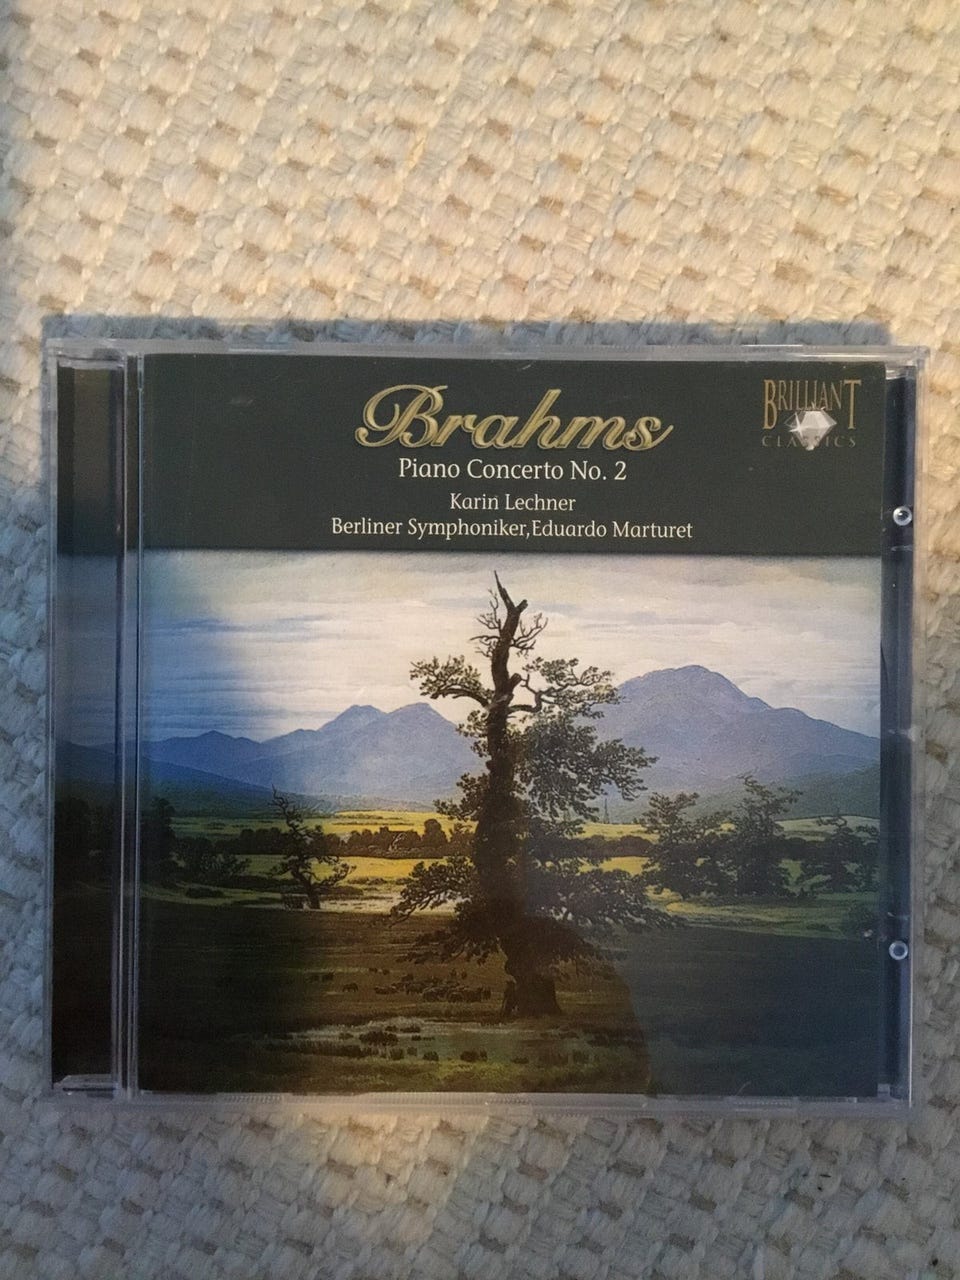 Brahms
BRILLIANT
CLASSICS
Piano Concerto No. 2
Karin Lechner
Berliner Symphoniker,Eduardo Marturet